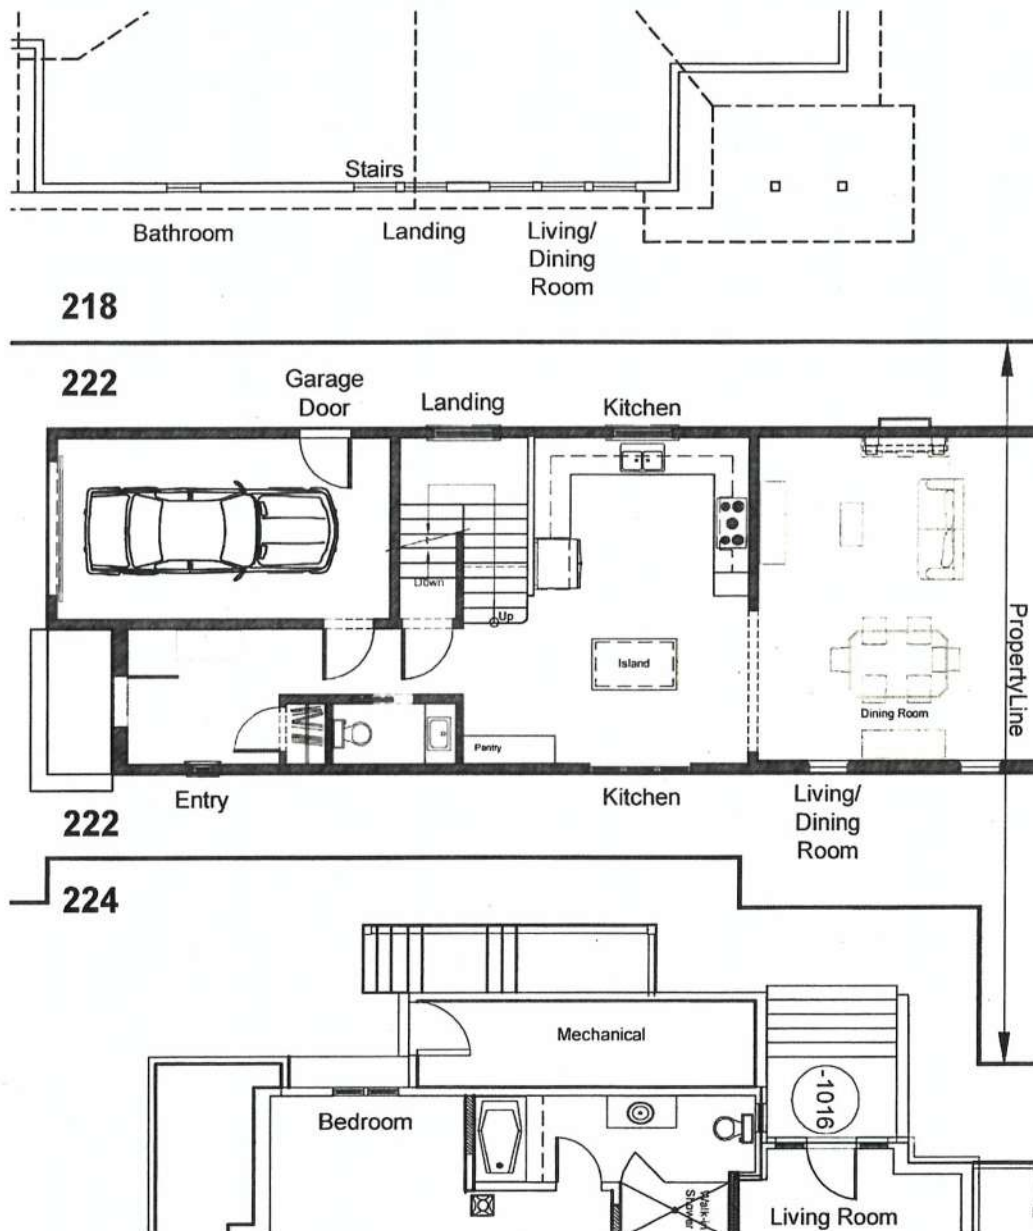 Stairs
Bathroom
Landing
Living/
Dining
Room
218
222
Garage
Door
Landing
Kitchen
Down
Up
Island
Dining Room
PropertyLine
Pantry
Entry
Kitchen
Living/
Dining
Room
222
224
Mechanical
-1016
Bedroom
Walk-in
Shower
Living Room